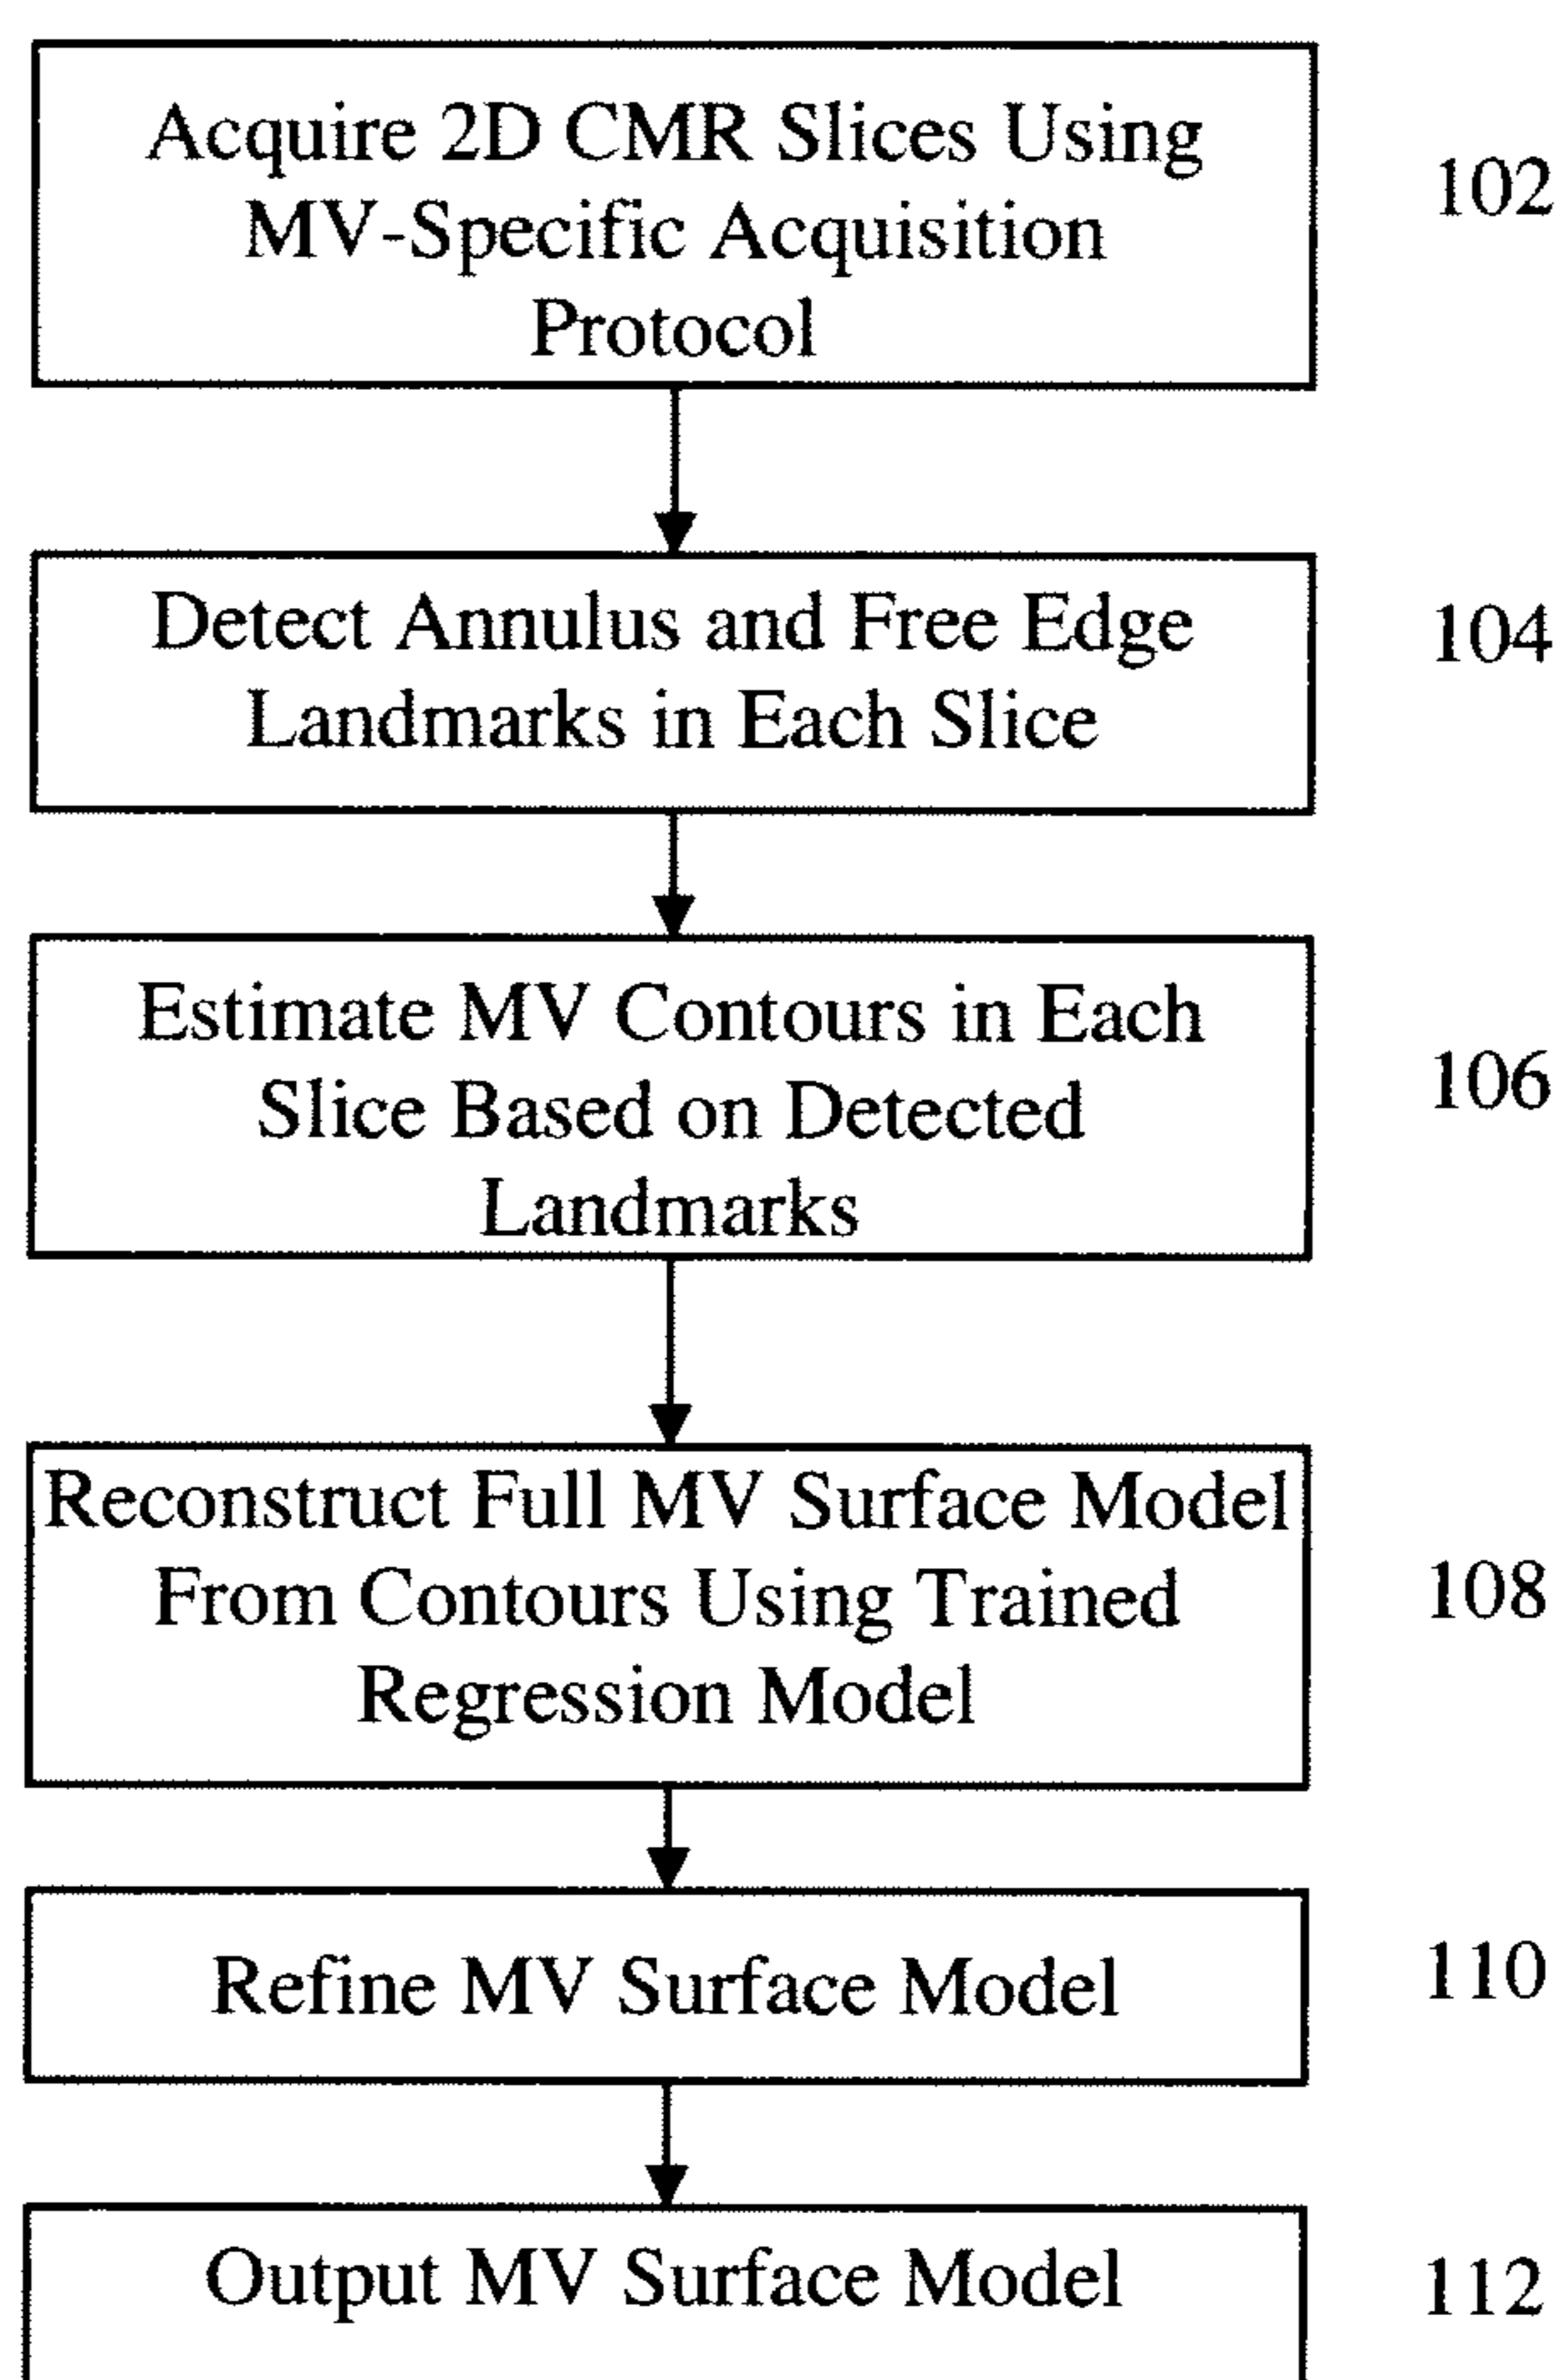 Acquire 2D CMR Slices Using
MV-Specific Acquisition
Protocol
102
Detect Annulus and Free Edge
Landmarks in Each Slice
104
Estimate MV Contours in Each
Slice Based on Detected
Landmarks
106
Reconstruct Full MV Surface Model
From Contours Using Trained
Regression Model
108
Refine MV Surface Model
110
Output MV Surface Model
112